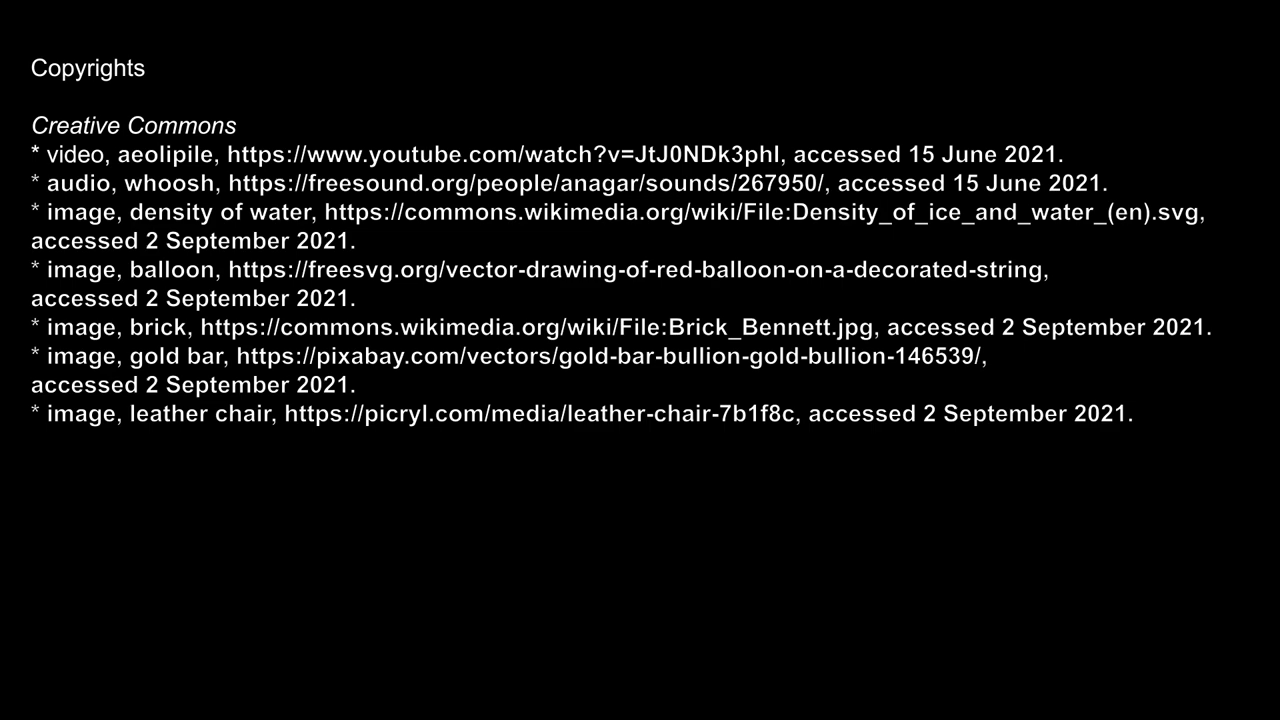 Copyrights
Creative Commons
* video, aeolipile, https://www.youtube.com/watch?v=JtJ0NDk3phI, accessed 15 June 2021.
* audio, whoosh, https://freesound.org/people/anagar/sounds/267950/, accessed 15 June 2021.
* image, density of water, https://commons.wikimedia.org/wiki/File:Density_of_ice_and_water_(en).svg,
accessed 2 September 2021.
* image, balloon, https://freesvg.org/vector-drawing-of-red-balloon-on-a-decorated-string,
accessed 2 September 2021.
* image, brick, https://commons.wikimedia.org/wiki/File:Brick_Bennett.jpg, accessed 2 September 2021.
* image, gold bar, https://pixabay.com/vectors/gold-bar-bullion-gold-bullion-146539/,
accessed 2 September 2021.
* image, leather chair, https://picryl.com/media/leather-chair-7b1f8c, accessed 2 September 2021.